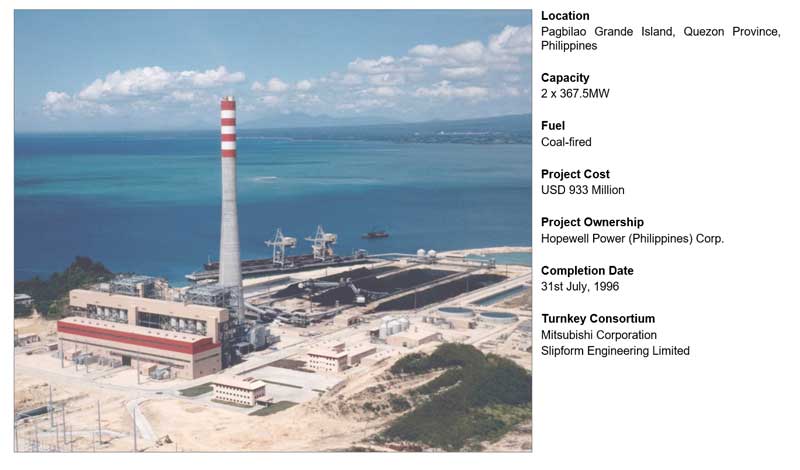 Location
Pagbilao Grande Island, Quezon Province,
Philippines
Capacity
2 x 367.5MW
Fuel
Coal-fired
Project Cost
USD 933 Million
Project Ownership
Hopewell Power (Philippines) Corp.
Completion Date
31st July, 1996
Turnkey Consortium
Mitsubishi Corporation
Slipform Engineering Limited